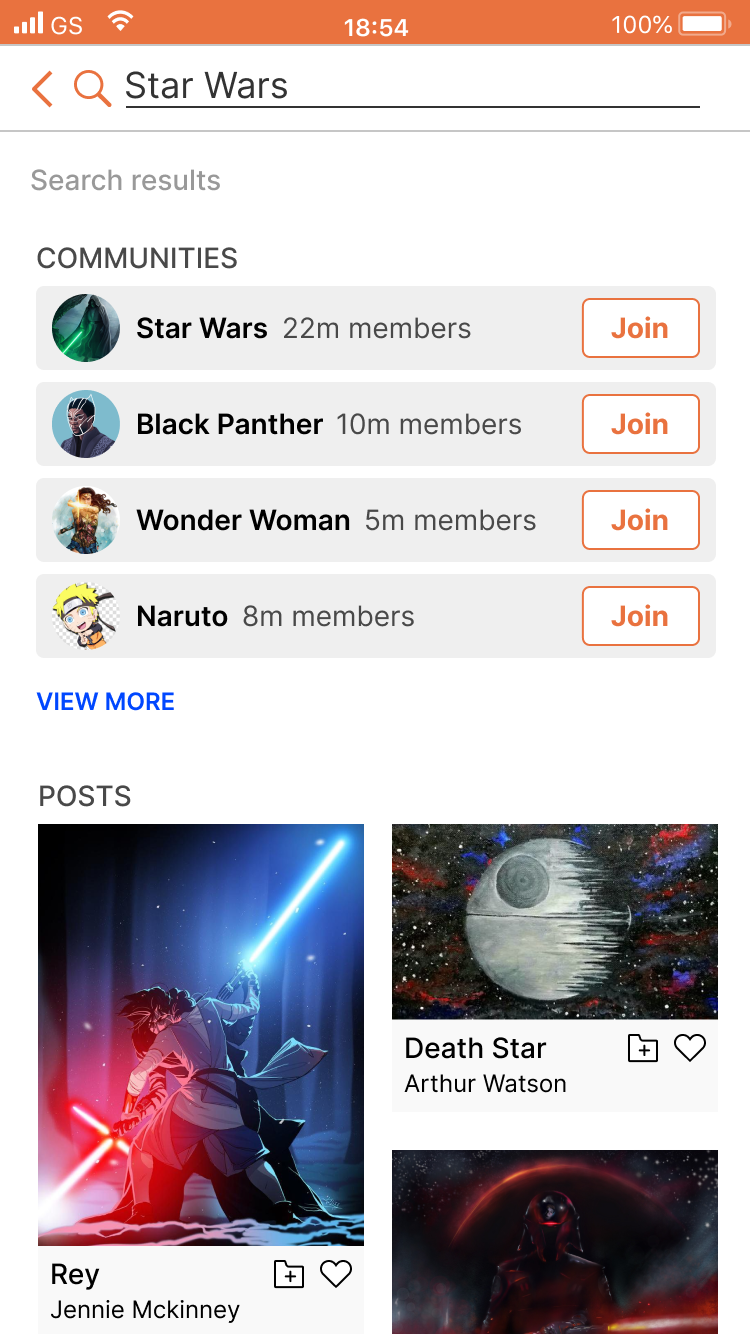 GS
18:54
100%
Star Wars
Search results
COMMUNITIES
Star Wars 22m members Join
Black Panther 10m members Join
Wonder Woman 5m members Join
Naruto 8m members Join
VIEW MORE
POSTS
Death Star
Arthur Watson
Rey
Jennie Mckinney